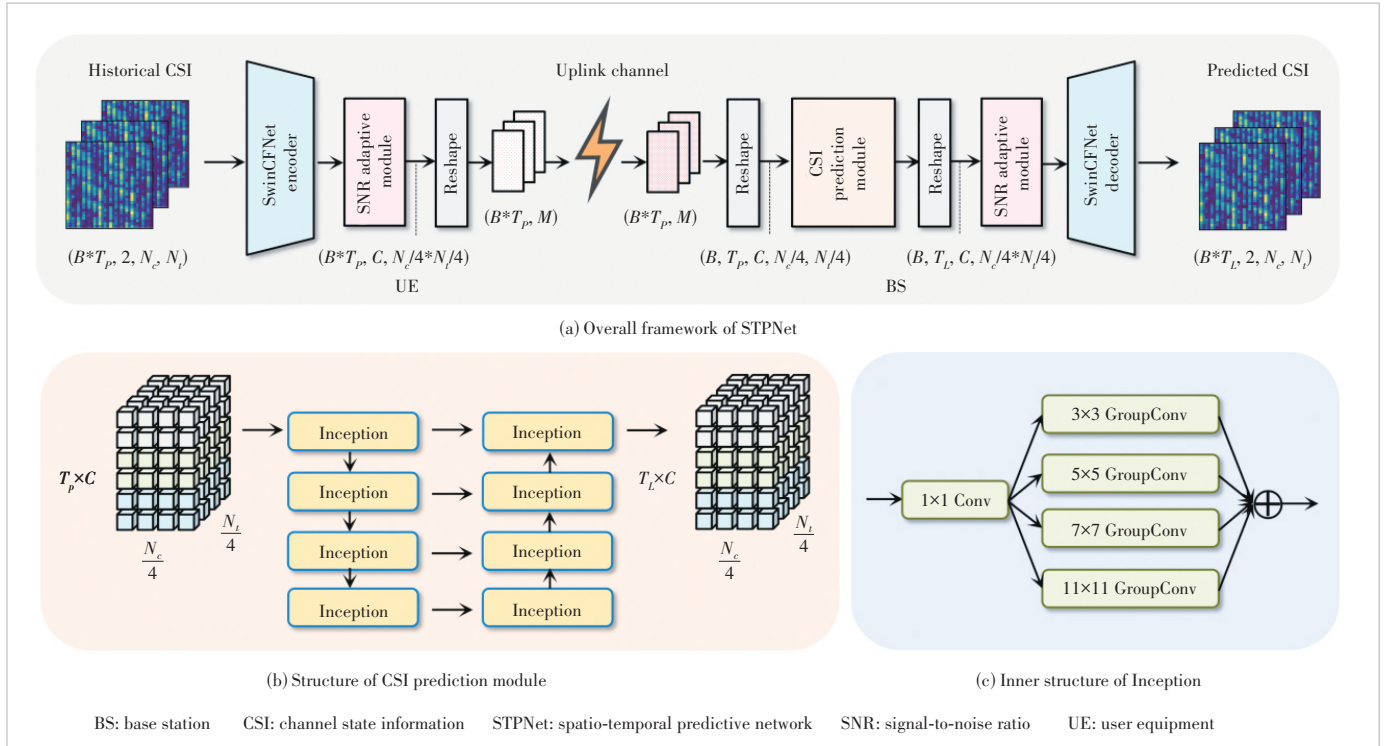 Historical CSI
Uplink channel
Predicted CSI
SwinCFNet
encoder
SNR adaptive
module
Reshape
Reshape
CSI
prediction
module
Reshape
SNR adaptive
module
SwinCFNet
decoder
(B*T_P, M)
(B*T_P, M)
(B*T_P, 2, N_c, N_t)
(B*T_P, C, N_c/4*N_t/4)
(B, T_P, C, N_c/4, N_t/4)
(B, T_L, C, N_c/4*N_t/4)
(B*T_L, 2, N_c, N_t)
UE
BS
(a) Overall framework of STPNet
T_P×C
N_c/4
N_t/4
Inception
Inception
Inception
Inception
Inception
Inception
Inception
Inception
T_L×C
N_c/4
N_t/4
(b) Structure of CSI prediction module
1×1 Conv
3×3 GroupConv
5×5 GroupConv
7×7 GroupConv
11×11 GroupConv
(c) Inner structure of Inception
BS: base station CSI: channel state information STPNet: spatio-temporal predictive network SNR: signal-to-noise ratio UE: user equipment